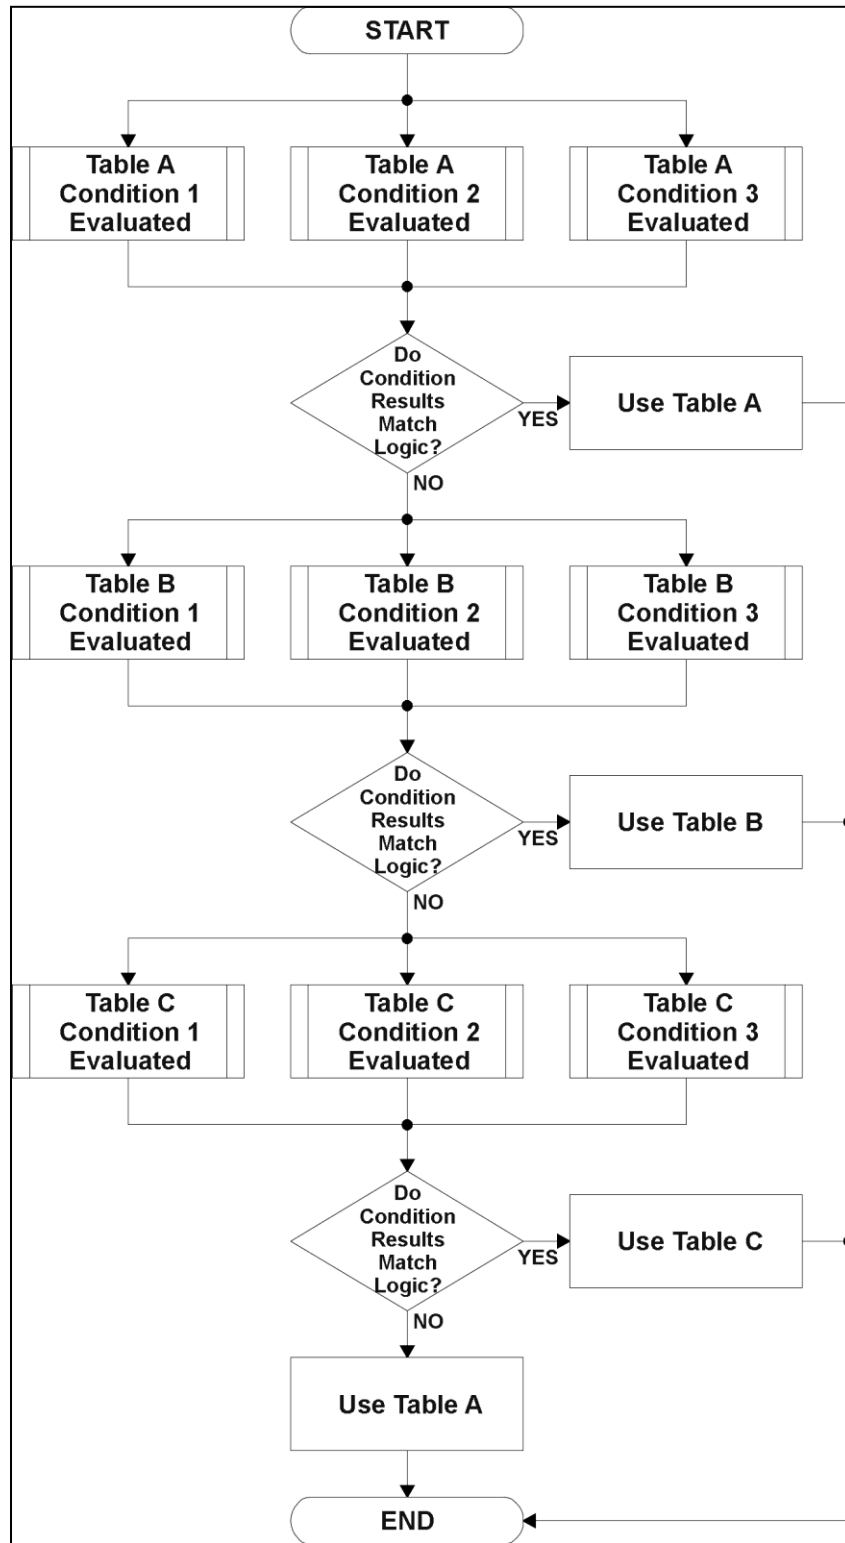 START
Table A
Condition 1
Evaluated
Table A
Condition 2
Evaluated
Table A
Condition 3
Evaluated
Do
Condition
Results
Match
Logic?
YES
Use Table A
NO
Table B
Condition 1
Evaluated
Table B
Condition 2
Evaluated
Table B
Condition 3
Evaluated
Do
Condition
Results
Match
Logic?
YES
Use Table B
NO
Table C
Condition 1
Evaluated
Table C
Condition 2
Evaluated
Table C
Condition 3
Evaluated
Do
Condition
Results
Match
Logic?
YES
Use Table C
NO
Use Table A
END